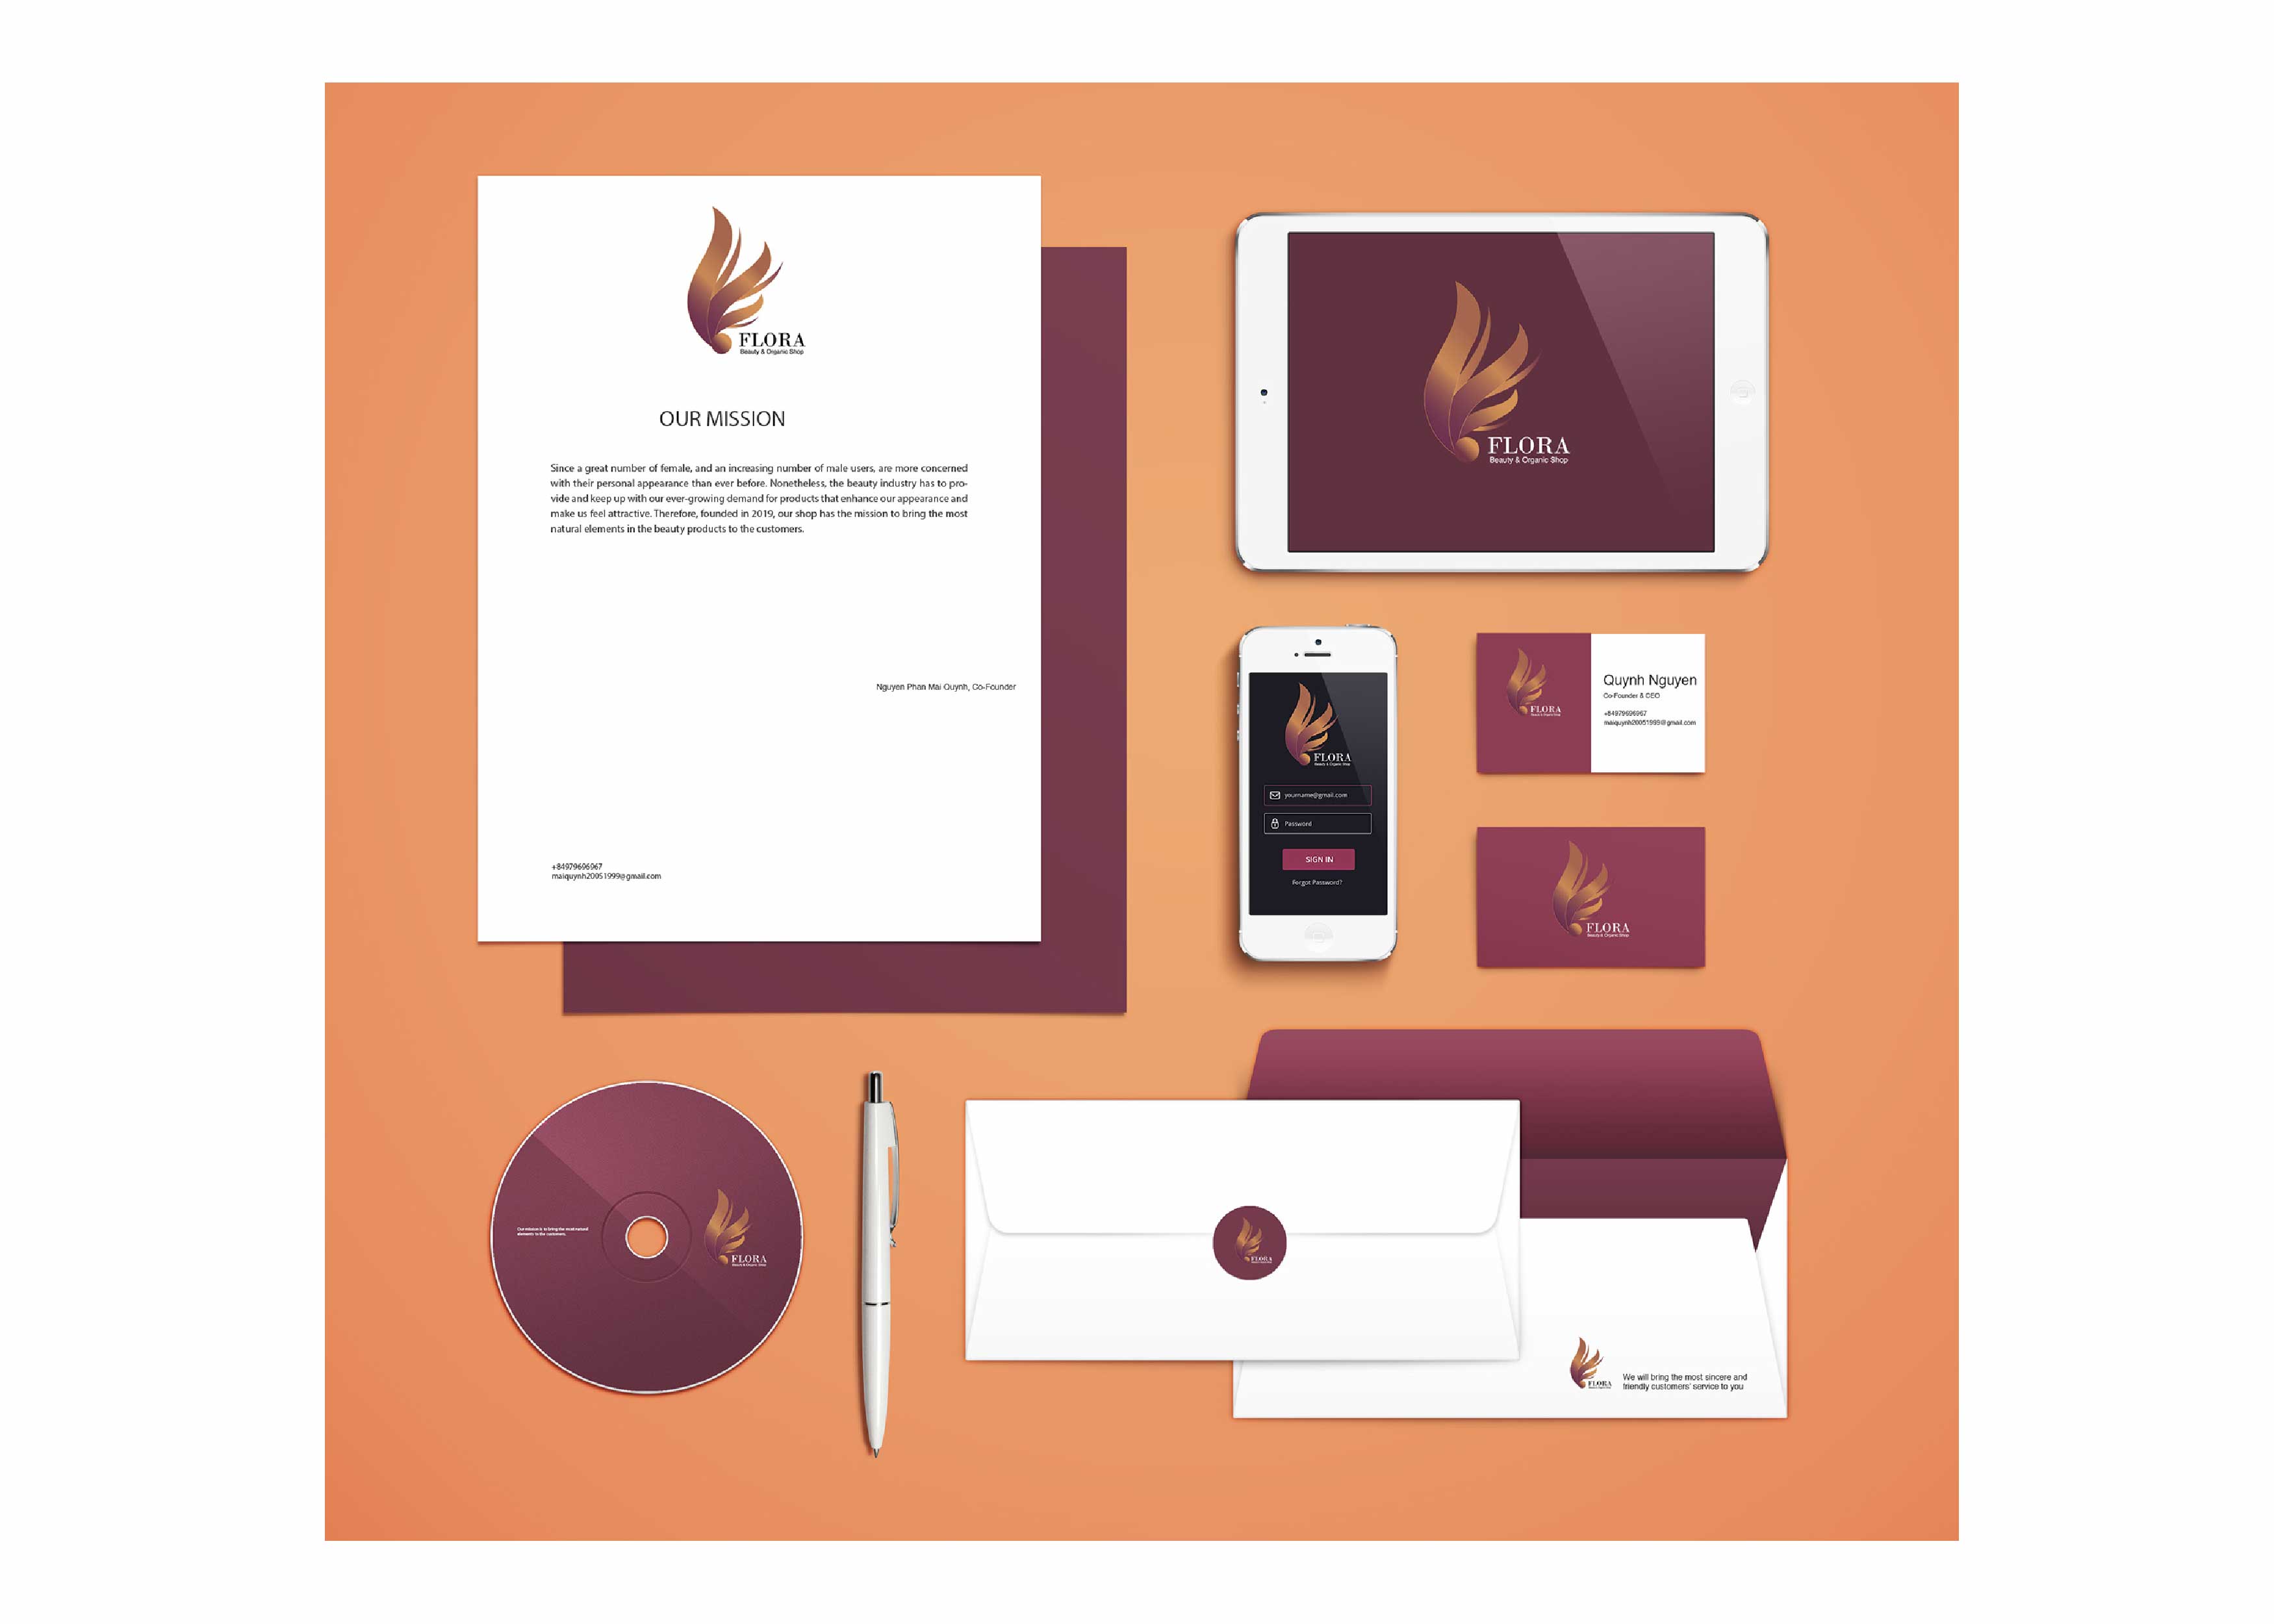 FLORA
Beauty & Organic Shop
OUR MISSION
Since a great number of female, and an increasing number of male users, are more concerned
with their personal appearance than ever before. Nonetheless, the beauty industry has to pro-
vide and keep up with our ever-growing demand for products that enhance our appearance and
make us feel attractive. Therefore, founded in 2019, our shop has the mission to bring the most
natural elements in the beauty products to the customers.
Nguyen Phan Mai Quynh, Co-Founder
+84979696967
maiquynh20051999@gmail.com
FLORA
Beauty & Organic Shop
FLORA
Beauty & Organic Shop
yourname@gmail.com
Password
SIGN IN
Forgot Password?
FLORA
Beauty & Organic Shop
Quynh Nguyen
Co-Founder & CEO
+84979696967
maiquynh20051999@gmail.com
FLORA
Beauty & Organic Shop
Our mission is to bring the most natural
elements to the customers.
FLORA
Beauty & Organic Shop
FLORA
FLORA
We will bring the most sincere and
friendly customers' service to you